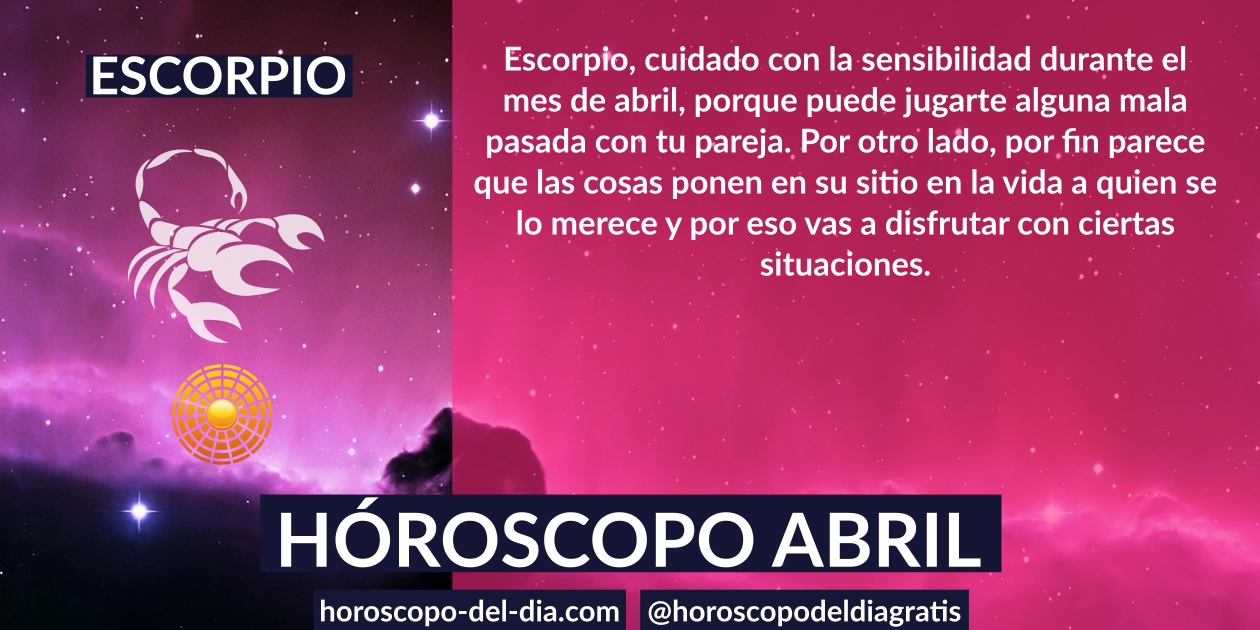 ESCORPIO
Escorpio, cuidado con la sensibilidad durante el
mes de abril, porque puede jugarte alguna mala
pasada con tu pareja. Por otro lado, por fin parece
que las cosas ponen en su sitio en la vida a quien se
lo merece y por eso vas a disfrutar con ciertas
situaciones.
HÓROSCOPO ABRIL
horoscopo-del-dia.com
@horoscopodeldiagratis